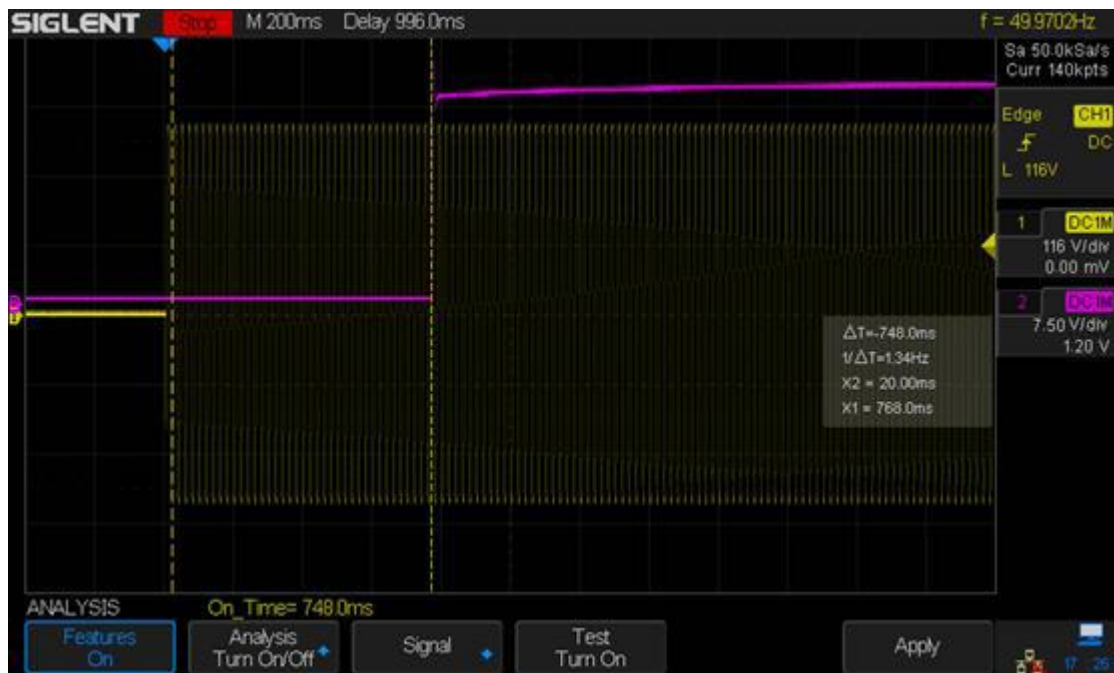 SIGLENT Stop M 200ms Delay 996.0ms f = 49.9702Hz
Sa 50.0kSa/s
Curr 140kpts
Edge CH1
DC
L 116V
1 DC1M
116 V/div
0.00 mV
2 DC1M
7.50 V/div
1.20 V
ΔT=-748.0ms
1/ΔT=1.34Hz
X2 = 20.00ms
X1 = 768.0ms
ANALYSIS On_Time= 748.0ms
Features
On
Analysis
Turn On/Off
Signal
Test
Turn On
Apply
17 : 26